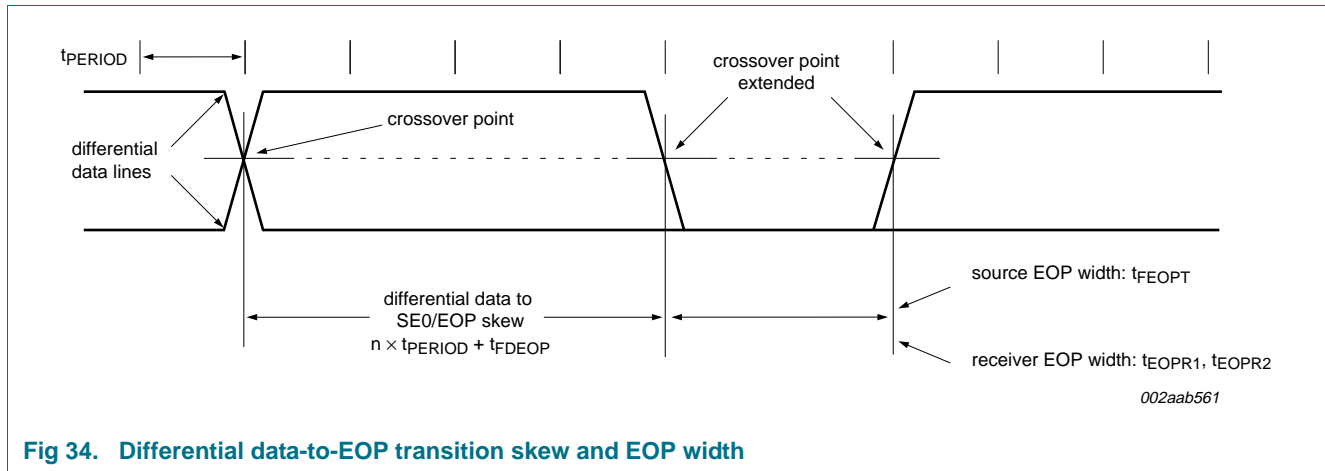 tPERIOD
crossover point
extended
crossover point
differential
data lines
differential data to
SE0/EOP skew
n × tPERIOD + tFDEOP
source EOP width: tFEOPT
receiver EOP width: tEOPR1, tEOPR2
002aab561
Fig 34. Differential data-to-EOP transition skew and EOP width